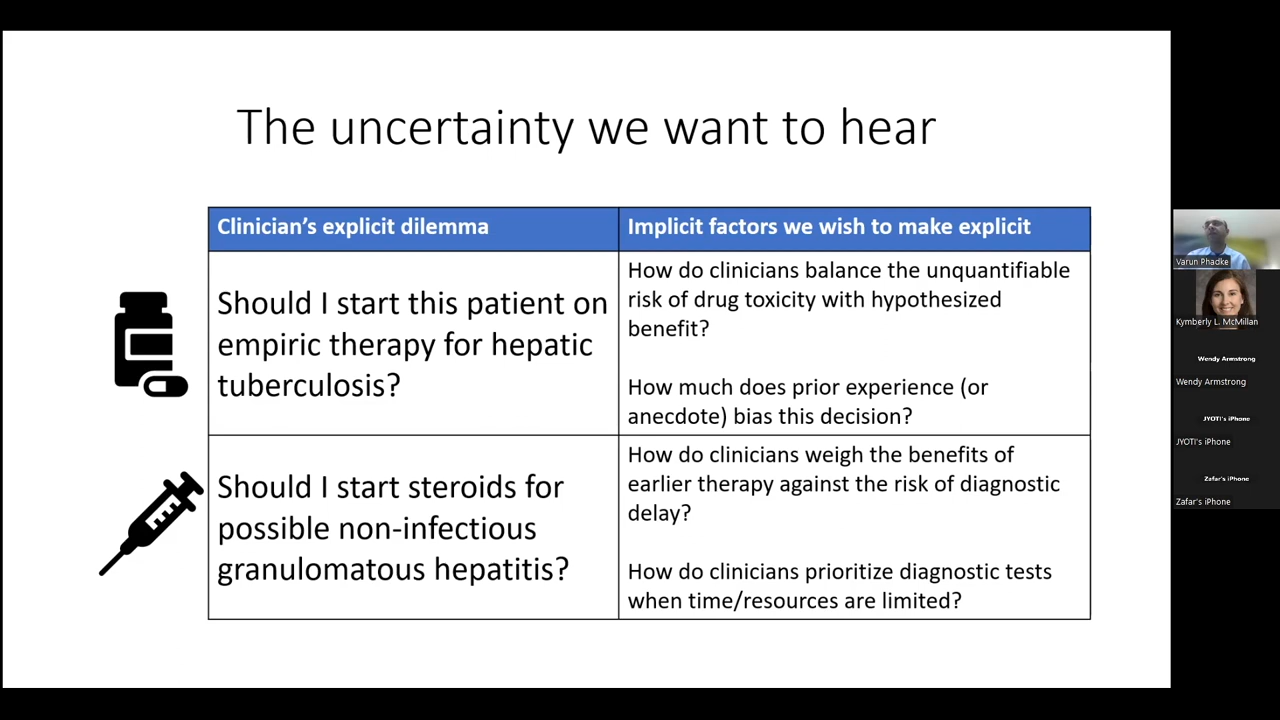 The uncertainty we want to hear
Clinician's explicit dilemma
Implicit factors we wish to make explicit
Should I start this patient on
empiric therapy for hepatic
tuberculosis?
How do clinicians balance the unquantifiable
risk of drug toxicity with hypothesized
benefit?
How much does prior experience (or
anecdote) bias this decision?
Should I start steroids for
possible non-infectious
granulomatous hepatitis?
How do clinicians weigh the benefits of
earlier therapy against the risk of diagnostic
delay?
How do clinicians prioritize diagnostic tests
when time/resources are limited?
Varun Phadke
Kymberly L. McMillan
Wendy Armstrong
Wendy Armstrong
JYOTI's iPhone
JYOTI's iPhone
Zafar's iPhone
Zafar's iPhone